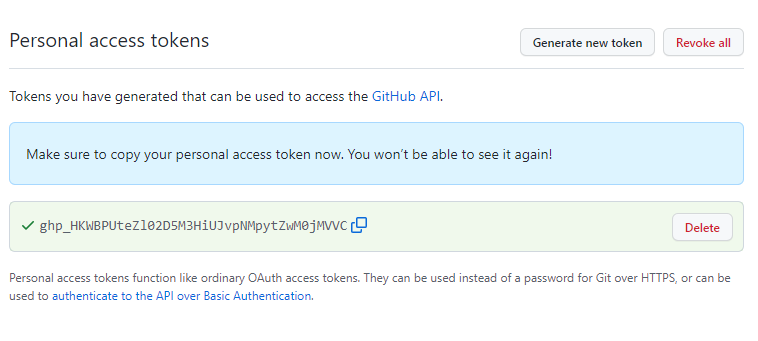 Personal access tokens
Generate new token
Revoke all
Tokens you have generated that can be used to access the GitHub API.
Make sure to copy your personal access token now. You won't be able to see it again!
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
Delete
Personal access tokens function like ordinary OAuth access tokens. They can be used instead of a password for Git over HTTPS, or can be
used to authenticate to the API over Basic Authentication.